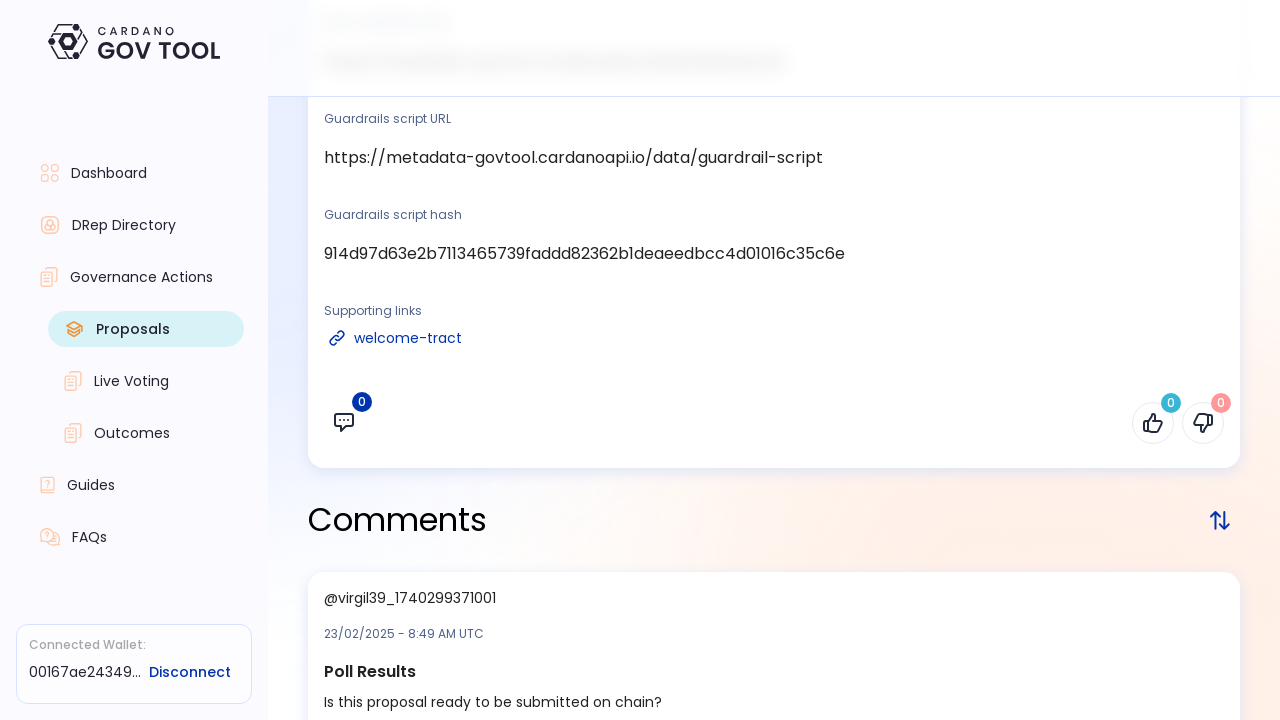 CARDANO
GOV TOOL
Dashboard
DRep Directory
Governance Actions
Proposals
Live Voting
Outcomes
Guides
FAQs
Connected Wallet:
00167ae24349...
Disconnect
Guardrails script URL
https://metadata-govtool.cardanoapi.io/data/guardrail-script
Guardrails script hash
914d97d63e2b7113465739faddd82362b1deaeedbcc4d01016c35c6e
Supporting links
welcome-tract
0
0
0
Comments
@virgil39_1740299371001
23/02/2025 - 8:49 AM UTC
Poll Results
Is this proposal ready to be submitted on chain?